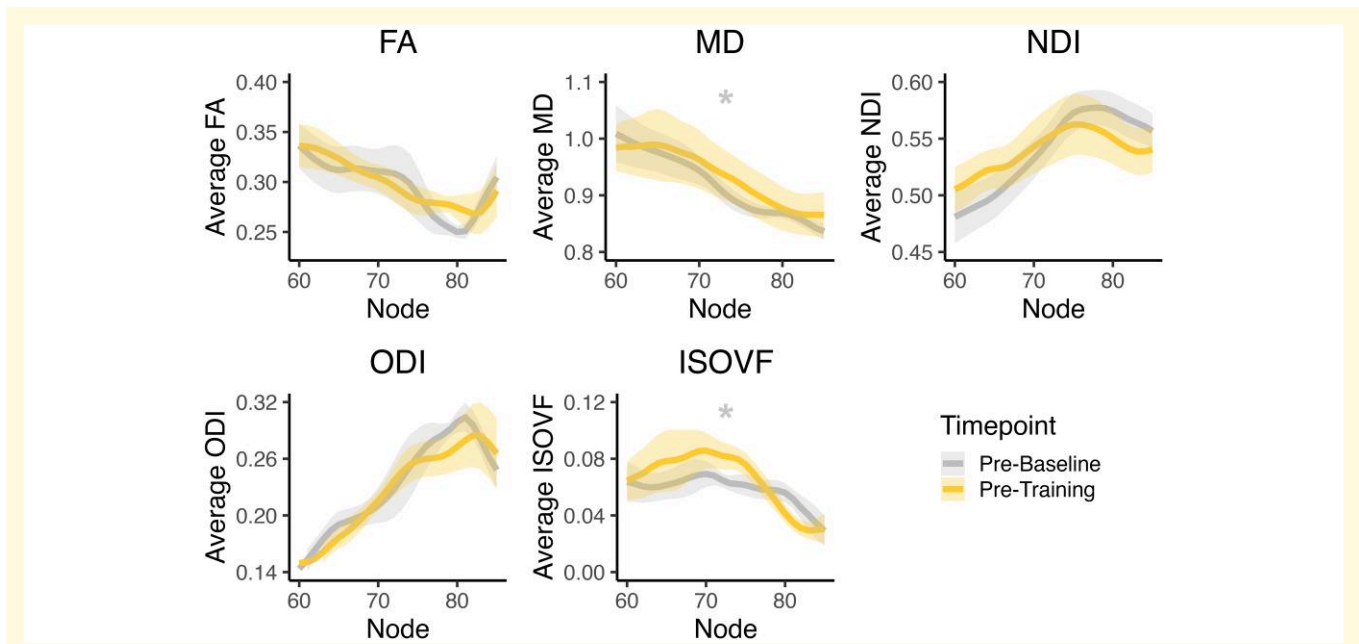 FA
0.40
0.35
0.30
0.25
Average FA
60 70 80
Node
MD
1.1
1.0
0.9
0.8
Average MD
*
60 70 80
Node
NDI
0.60
0.55
0.50
0.45
Average NDI
60 70 80
Node
ODI
0.32
0.26
0.20
0.14
Average ODI
60 70 80
Node
ISOVF
0.12
0.08
0.04
0.00
Average ISOVF
*
60 70 80
Node
Timepoint
Pre-Baseline
Pre-Training